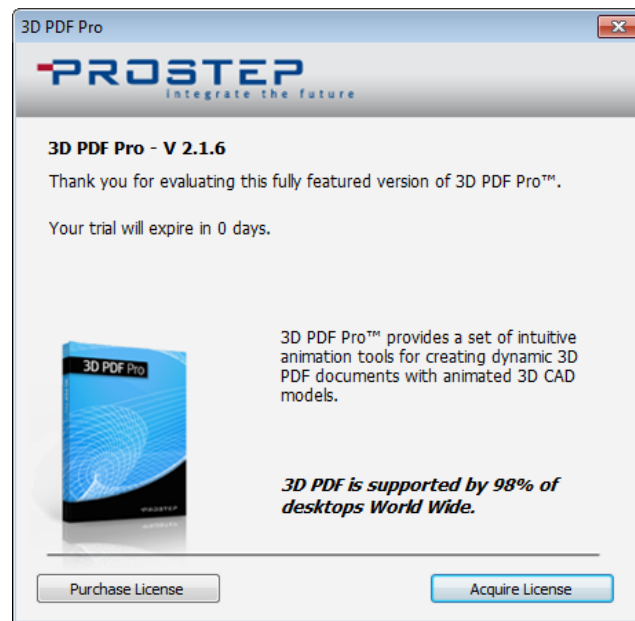 3D PDF Pro
PROSTEP
integrate the future
3D PDF Pro - V 2.1.6
Thank you for evaluating this fully featured version of 3D PDF Pro™.
Your trial will expire in 0 days.
3D PDF Pro
PROSTEP
3D PDF Pro™ provides a set of intuitive
animation tools for creating dynamic 3D
PDF documents with animated 3D CAD
models.
3D PDF is supported by 98% of
desktops World Wide.
Purchase License
Acquire License